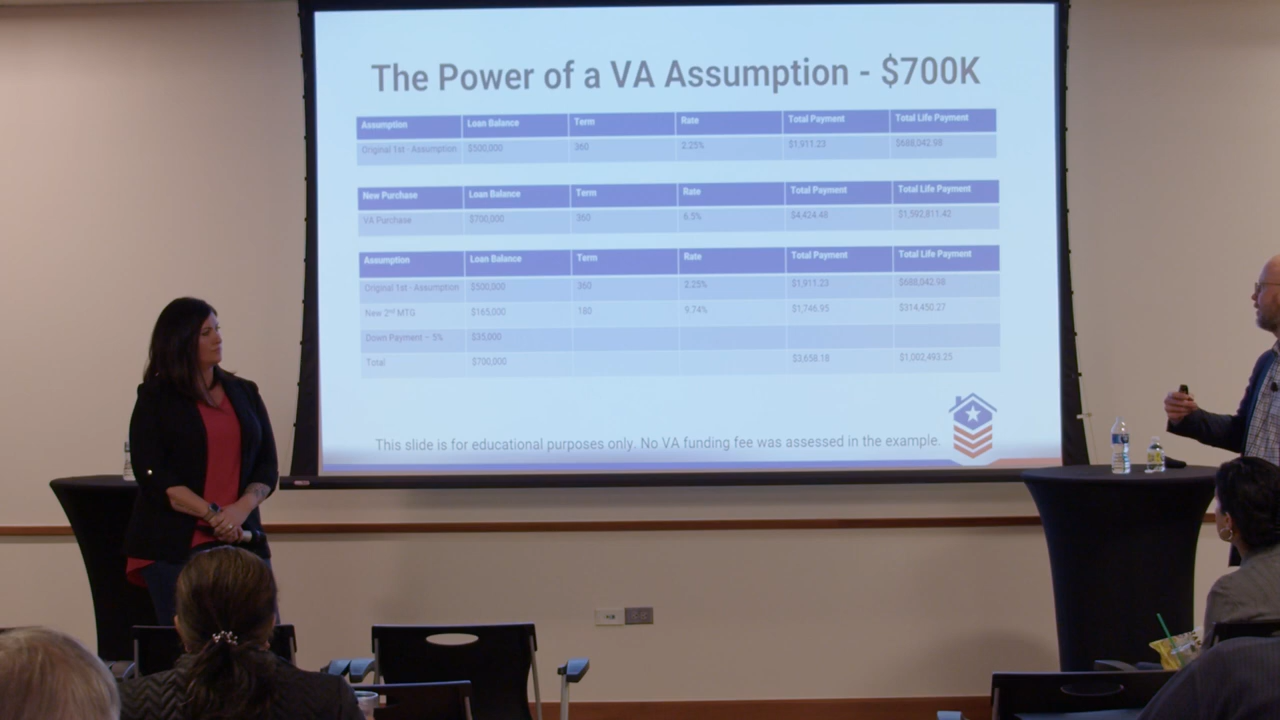 The Power of a VA Assumption - $700K
Assumption Loan Balance Term Rate Total Payment Total Life Payment
Original 1st - Assumption $500,000 360 2.25% $1,911.23 $688,042.98
New Purchase Loan Balance Term Rate Total Payment Total Life Payment
VA Purchase $700,000 360 6.5% $4,424.48 $1,592,811.42
Assumption Loan Balance Term Rate Total Payment Total Life Payment
Original 1st - Assumption $500,000 360 2.25% $1,911.23 $688,042.98
New 2nd MTG $165,000 180 9.74% $1,746.95 $314,450.27
Down Payment – 5% $35,000
Total $700,000 $3,658.18 $1,002,493.25
This slide is for educational purposes only. No VA funding fee was assessed in the example.